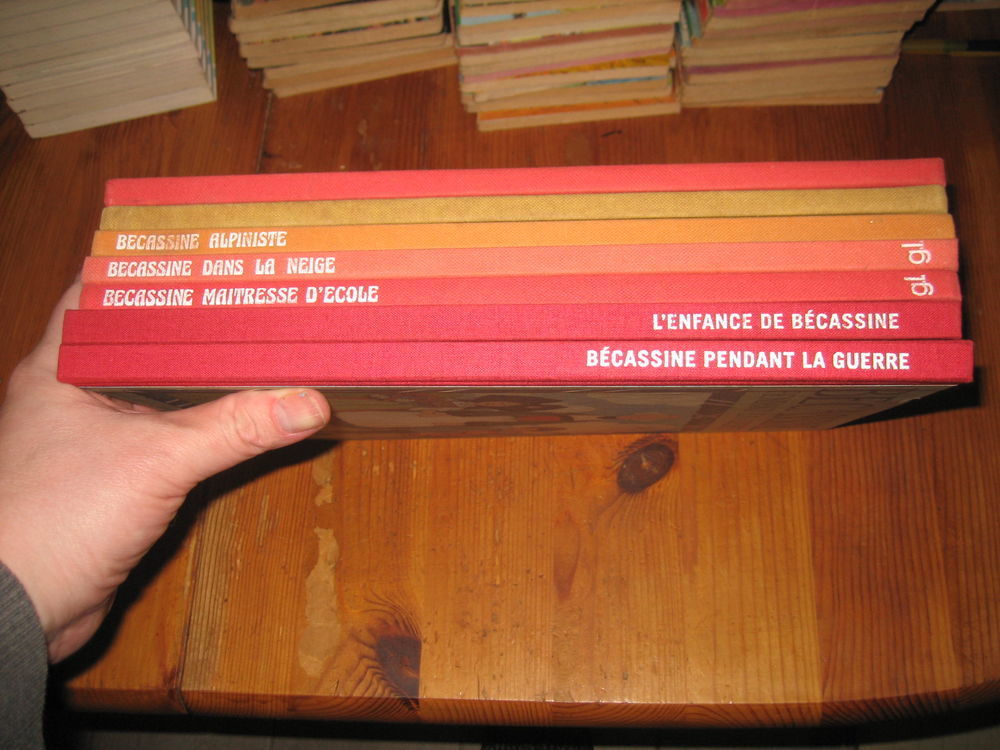 BECASSINE ALPINISTE
BECASSINE DANS LA NEIGE
gl
BECASSINE MAITRESSE D'ECOLE
gl
L'ENFANCE DE BÉCASSINE
BÉCASSINE PENDANT LA GUERRE